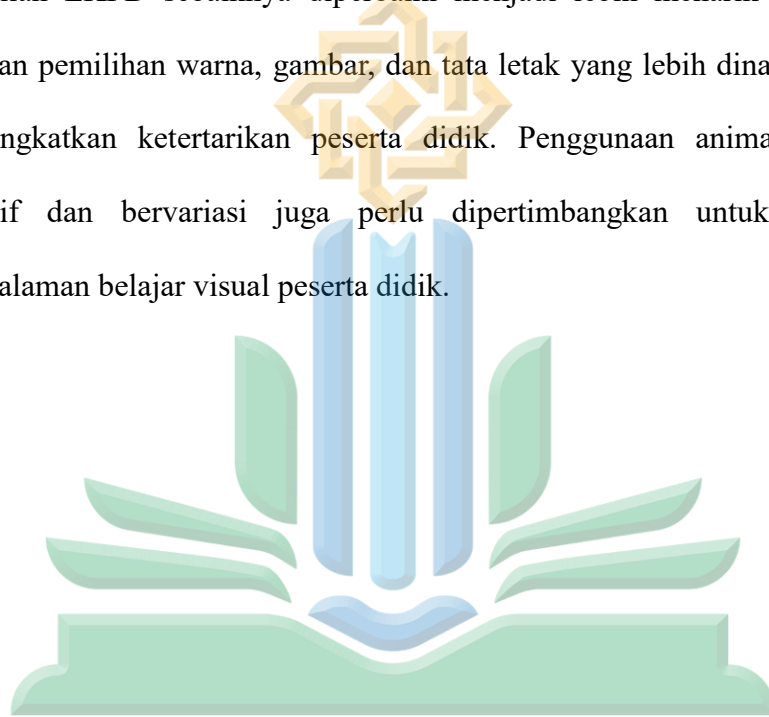 an pemilihan warna, gambar, dan tata letak yang lebih dina
ngkatkan ketertarikan peserta didik. Penggunaan anima
if dan bervariasi juga perlu dipertimbangkan untuk
alaman belajar visual peserta didik.